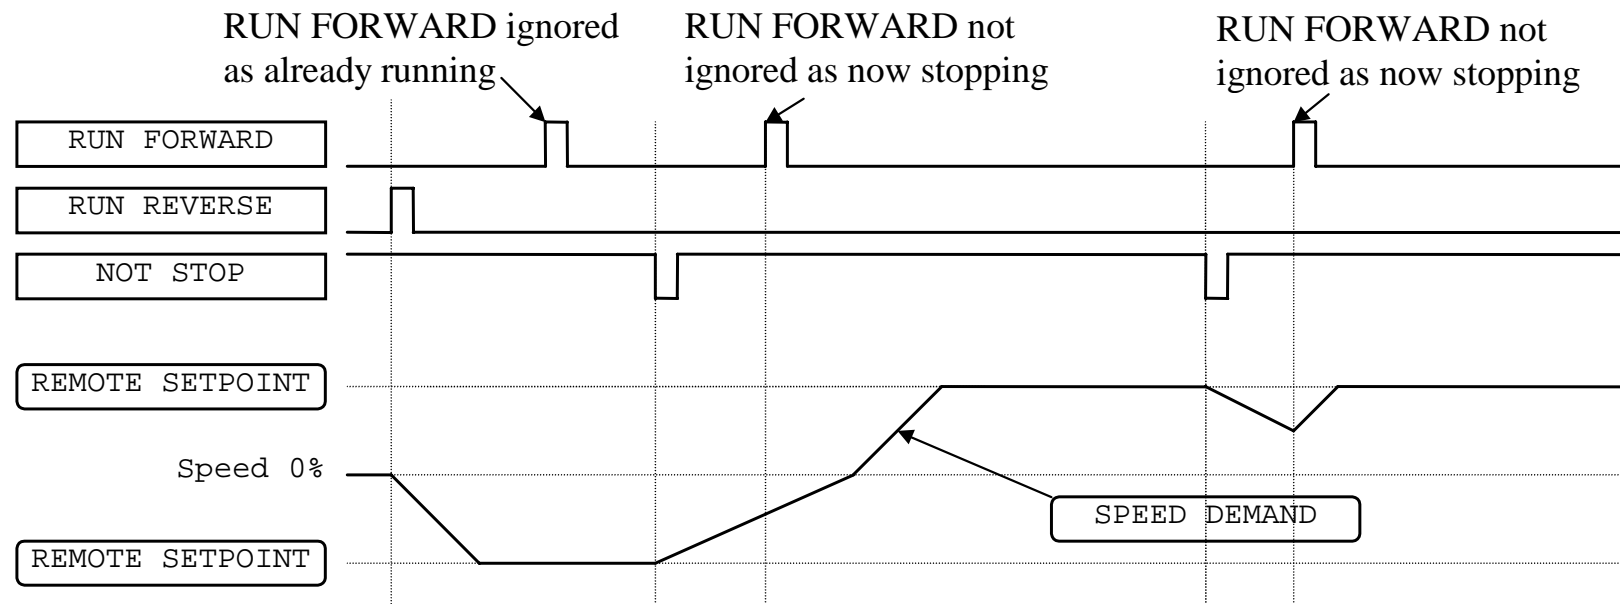 RUN FORWARD ignored
as already running
RUN FORWARD not
ignored as now stopping
RUN FORWARD not
ignored as now stopping
RUN FORWARD
RUN REVERSE
NOT STOP
REMOTE SETPOINT
Speed 0%
SPEED DEMAND
REMOTE SETPOINT